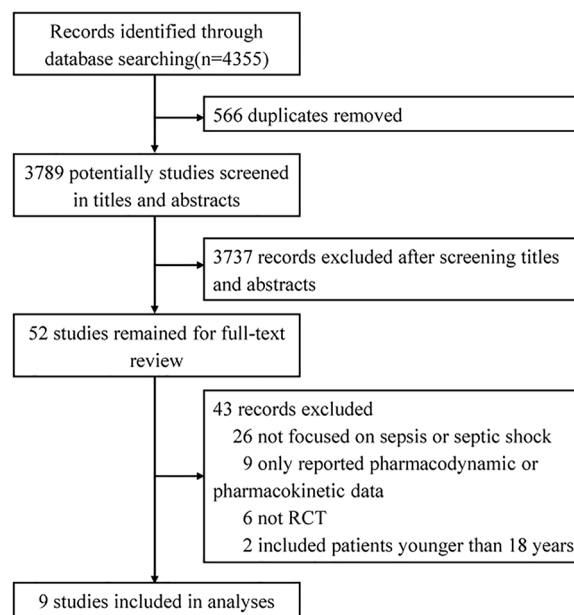 Records identified through
database searching(n=4355)
566 duplicates removed
3789 potentially studies screened
in titles and abstracts
3737 records excluded after screening titles
and abstracts
52 studies remained for full-text
review
43 records excluded
26 not focused on sepsis or septic shock
9 only reported pharmacodynamic or
pharmacokinetic data
6 not RCT
2 included patients younger than 18 years
9 studies included in analyses